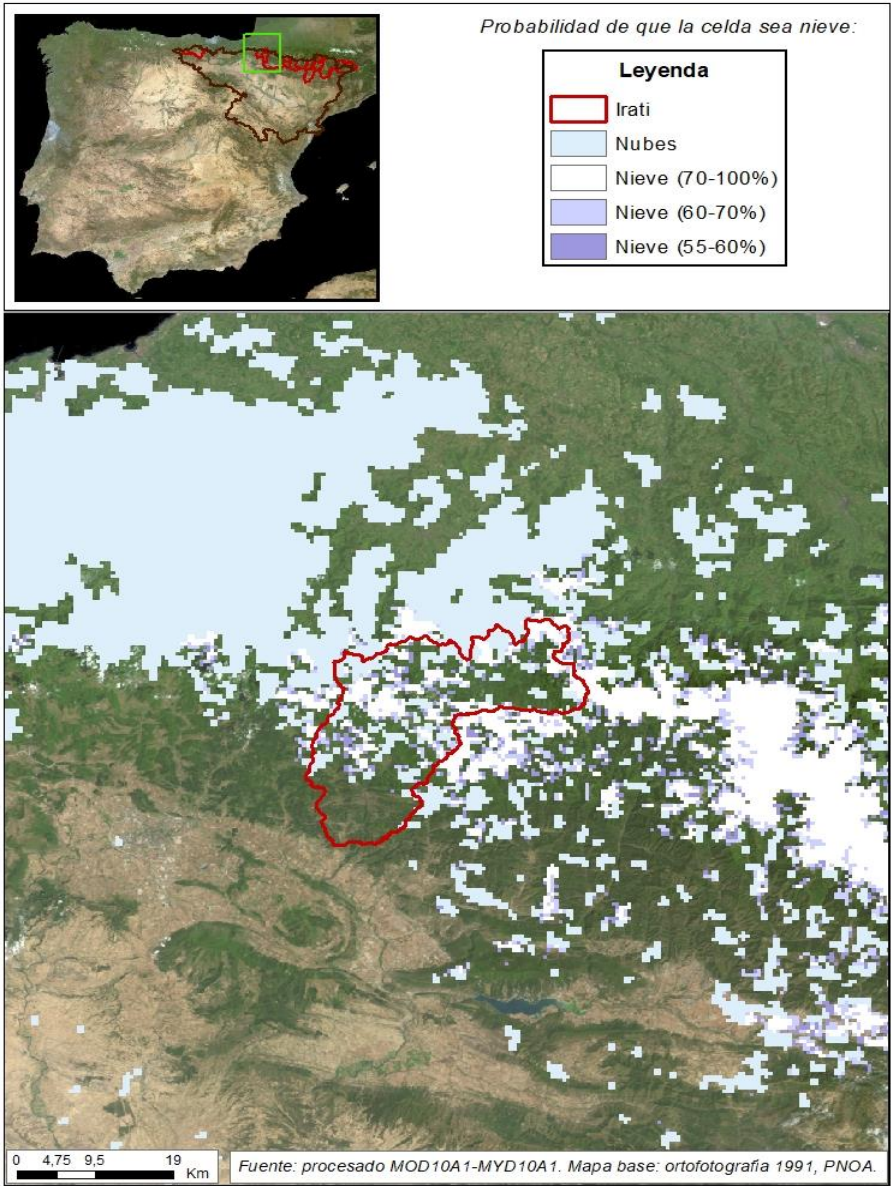 Probabilidad de que la celda sea nieve:
Leyenda
Irati
Nubes
Nieve (70-100%)
Nieve (60-70%)
Nieve (55-60%)
0 4,75 9,5 19
Km
Fuente: procesado MOD10A1-MYD10A1. Mapa base: ortofotografía 1991, PNOA.